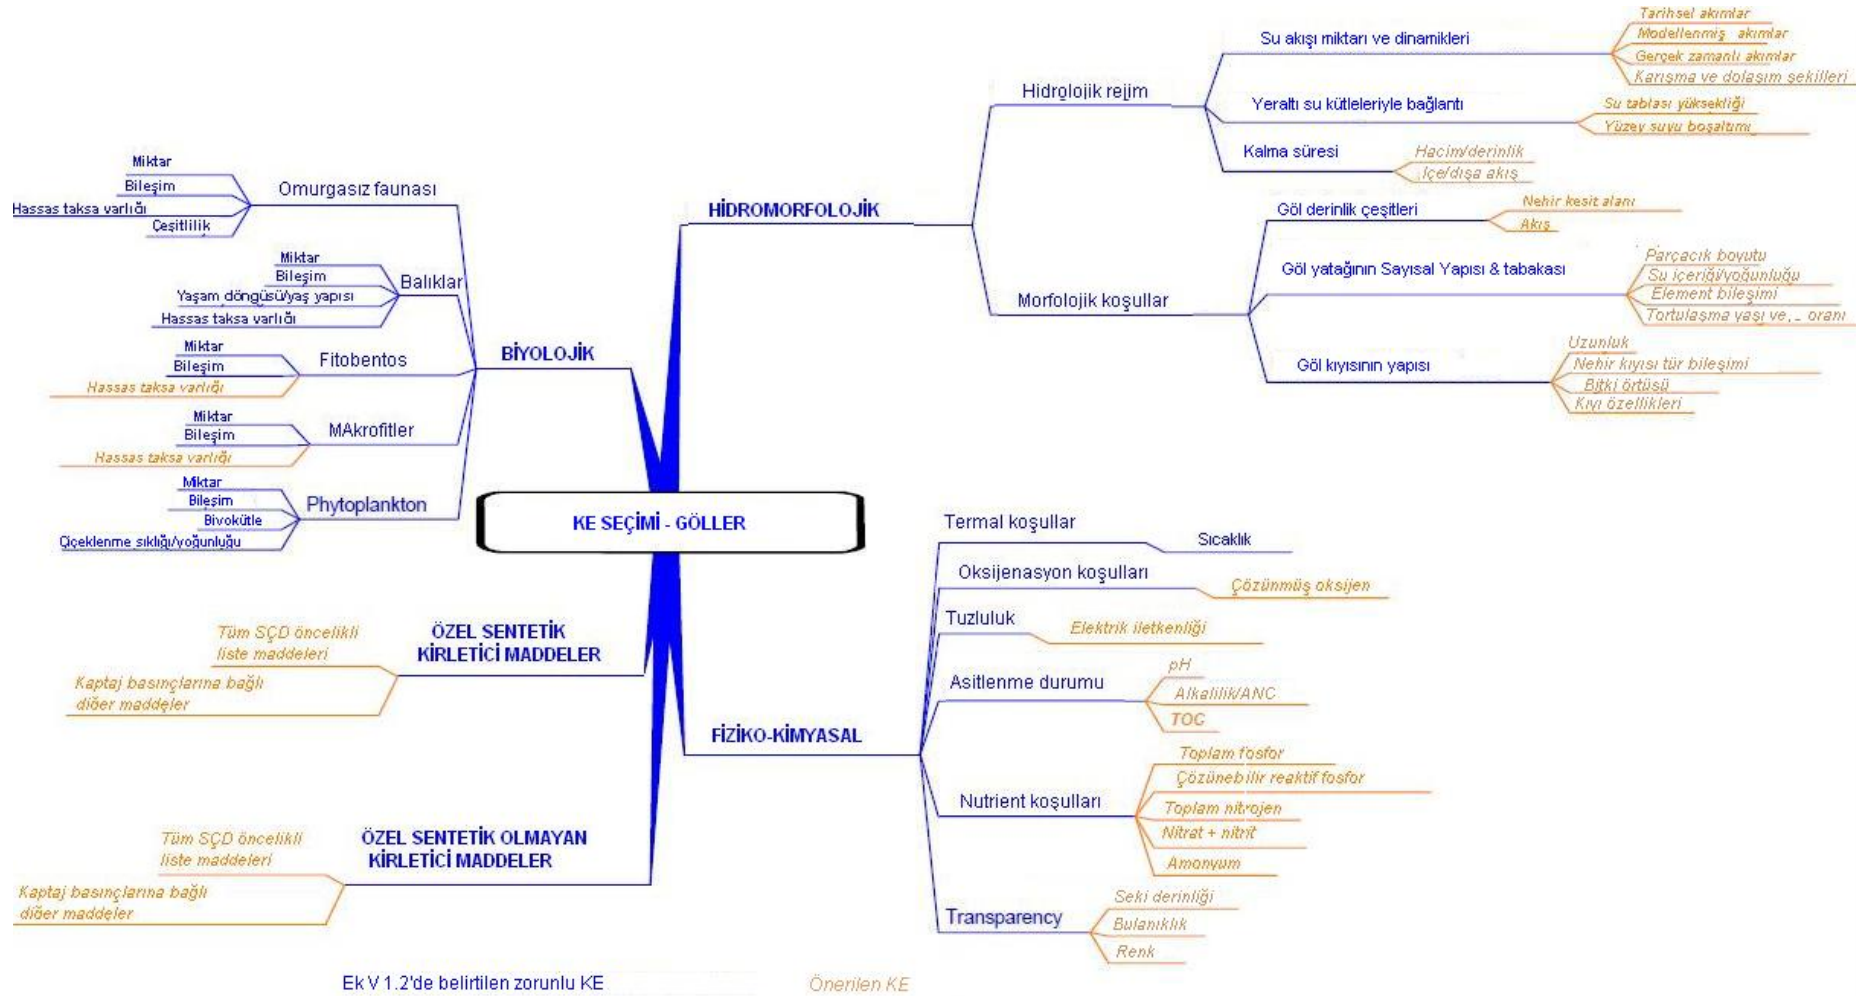 KE SEÇİMİ - GÖLLER
HİDROMORFOLOJİK
Hidrolojik rejim
Su akışı miktarı ve dinamikleri
Tarihsel akımlar
Modellenmiş akımlar
Gerçek zamanlı akımlar
Karışma ve dolaşım şekilleri
Yeraltı su kütleleriyle bağlantı
Su tablası yüksekliği
Yüzey suyu boşaltımı
Kalma süresi
Hacim/derinlik
İçe/dışa akış
Morfolojik koşullar
Göl derinlik çeşitleri
Nehir kesit alanı
Akış
Göl yatağının Sayısal Yapısı & tabakası
Parçacık boyutu
Su içeriği/yoğunluğu
Element bileşimi
Tortulaşma yaşı ve,_ oranı
Göl kıyısının yapısı
Uzunluk
Nehir kıyısı tür bileşimi
Bitki örtüsü
Kıyı özellikleri
BİYOLOJİK
Omurgasız faunası
Miktar
Bileşim
Hassas taksa varlığı
Çeşitlilik
Balıklar
Miktar
Bileşim
Yaşam döngüsü/yaş yapısı
Hassas taksa varlığı
Fitobentos
Miktar
Bileşim
Hassas taksa varlığı
MAkrofitler
Miktar
Bileşim
Hassas taksa varlığı
Phytoplankton
Miktar
Bileşim
Biyokütle
Çiçeklenme sıklığı/yoğunluğu
ÖZEL SENTETİK
KİRLETİCİ MADDELER
Tüm SÇD öncelikli
liste maddeleri
Kaptaj basınçlarına bağlı
diğer maddeler
ÖZEL SENTETİK OLMAYAN
KİRLETİCİ MADDELER
Tüm SÇD öncelikli
liste maddeleri
Kaptaj basınçlarına bağlı
diğer maddeler
FİZİKO-KİMYASAL
Termal koşullar
Sıcaklık
Oksijenasyon koşulları
Çözünmüş oksijen
Tuzluluk
Elektrik iletkenliği
Asitlenme durumu
pH
Alkalilik/ANC
TOC
Nutrient koşulları
Toplam fosfor
Çözünebilir reaktif fosfor
Toplam nitrojen
Nitrat + nitrit
Amonyum
Transparency
Seki derinliği
Bulanıklık
Renk
Ek V 1.2'de belirtilen zorunlu KE
Önerilen KE